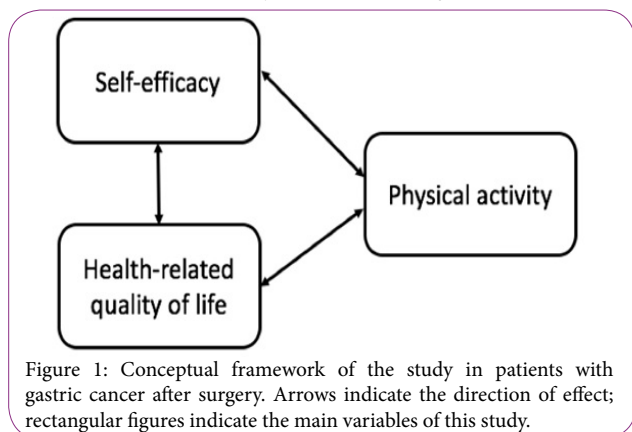 Self-efficacy
Physical activity
Health-related
quality of life
Figure 1: Conceptual framework of the study in patients with
gastric cancer after surgery. Arrows indicate the direction of effect;
rectangular figures indicate the main variables of this study.